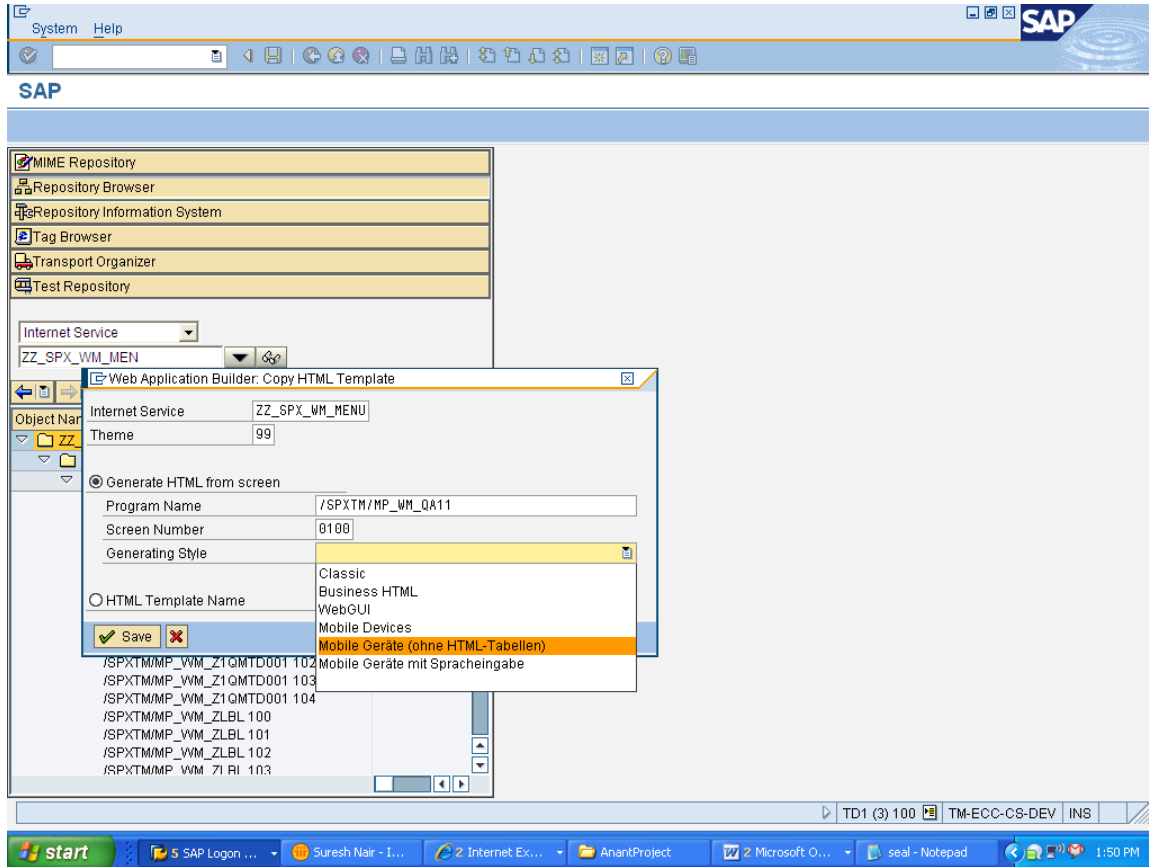 System Help
SAP
SAP
MIME Repository
Repository Browser
Repository Information System
Tag Browser
Transport Organizer
Test Repository
Internet Service
ZZ_SPX_WM_MEN
Object Nar
ZZ_
Web Application Builder: Copy HTML Template
Internet Service ZZ_SPX_WM_MENU
Theme 99
Generate HTML from screen
Program Name /SPXTM/MP_WM_QA11
Screen Number 0100
Generating Style
Classic
Business HTML
WebGUI
Mobile Devices
Mobile Geräte (ohne HTML-Tabellen)
Mobile Geräte mit Spracheingabe
HTML Template Name
Save
/SPXTM/MP_WM_Z1QMTD001 102
/SPXTM/MP_WM_Z1QMTD001 103
/SPXTM/MP_WM_Z1QMTD001 104
/SPXTM/MP_WM_ZLBL 100
/SPXTM/MP_WM_ZLBL 101
/SPXTM/MP_WM_ZLBL 102
/SPXTM/MP_WM_ZLBL 103
TD1 (3) 100 TM-ECC-CS-DEV INS
start 5 SAP Logon ... Suresh Nair - I... 2 Internet Ex... AnantProject 2 Microsoft O... seal - Notepad 1:50 PM